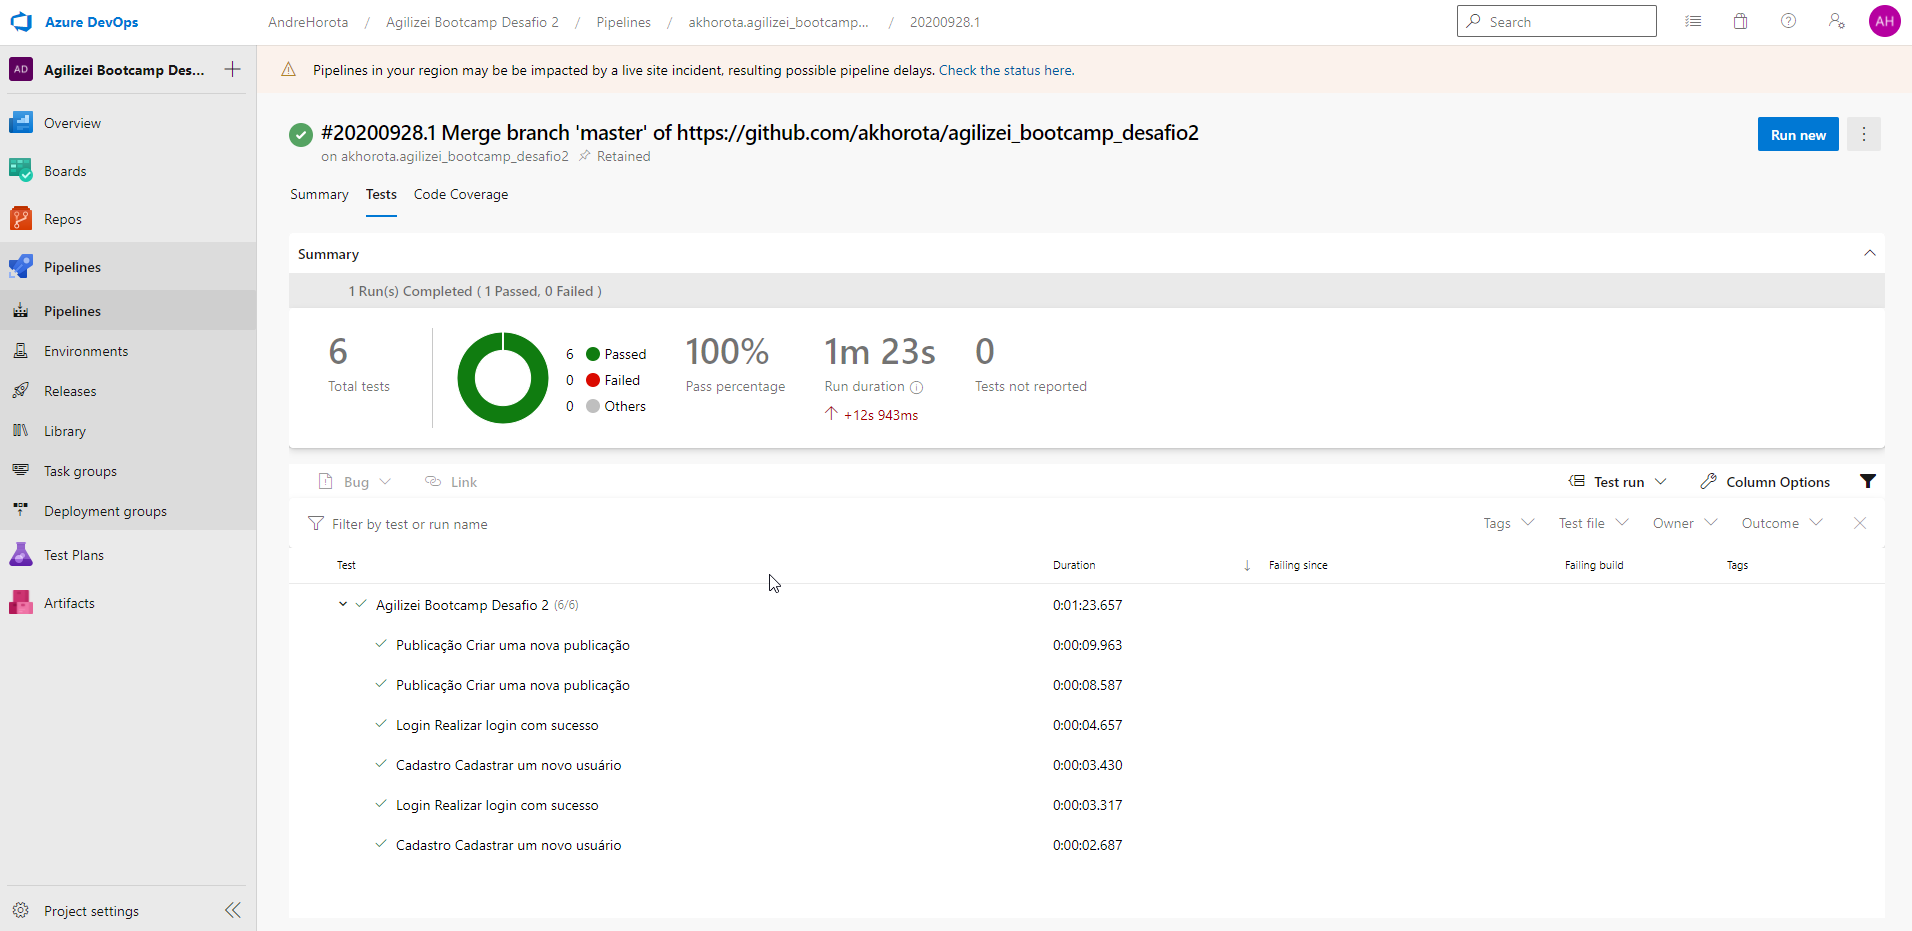 Azure DevOps
AndreHorota / Agilizei Bootcamp Desafio 2 / Pipelines / akhorota.agilizei_bootcamp... / 20200928.1
Search
AH
AD Agilizei Bootcamp Des...
Overview
Boards
Repos
Pipelines
Pipelines
Environments
Releases
Library
Task groups
Deployment groups
Test Plans
Artifacts
Project settings
Pipelines in your region may be be impacted by a live site incident, resulting possible pipeline delays. Check the status here.
#20200928.1 Merge branch 'master' of https://github.com/akhorota/agilizei_bootcamp_desafio2
on akhorota.agilizei_bootcamp_desafio2 Retained
Run new
Summary Tests Code Coverage
Summary
1 Run(s) Completed ( 1 Passed, 0 Failed )
6
Total tests
6 Passed
0 Failed
0 Others
100%
Pass percentage
1m 23s
Run duration
+12s 943ms
0
Tests not reported
Bug Link Test run Column Options
Filter by test or run name Tags Test file Owner Outcome
Test Duration Failing since Failing build Tags
Agilizei Bootcamp Desafio 2 (6/6) 0:01:23.657
Publicação Criar uma nova publicação 0:00:09.963
Publicação Criar uma nova publicação 0:00:08.587
Login Realizar login com sucesso 0:00:04.657
Cadastro Cadastrar um novo usuário 0:00:03.430
Login Realizar login com sucesso 0:00:03.317
Cadastro Cadastrar um novo usuário 0:00:02.687